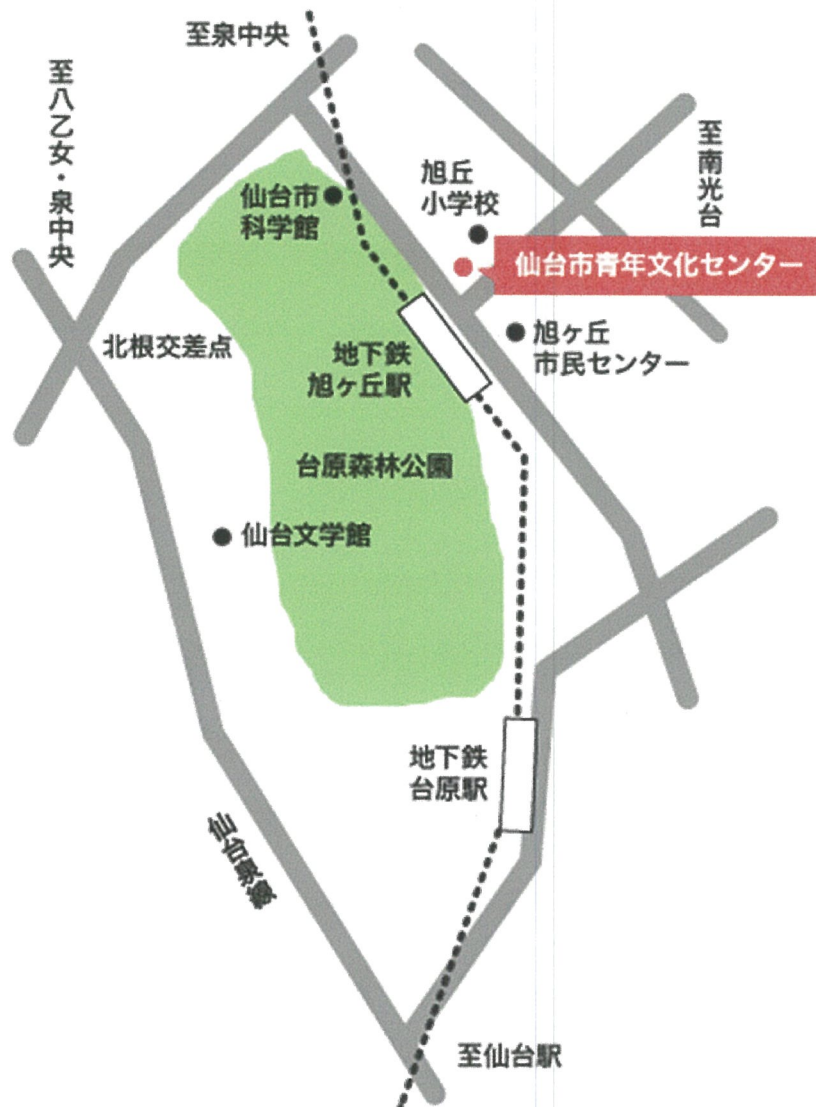 至泉中央
至八乙女・泉中央
至南光台
旭丘
小学校
仙台市
科学館
仙台市青年文化センター
旭ヶ丘
市民センター
北根交差点
地下鉄
旭ヶ丘駅
台原森林公園
仙台文学館
地下鉄
台原駅
仙台泉線
至仙台駅